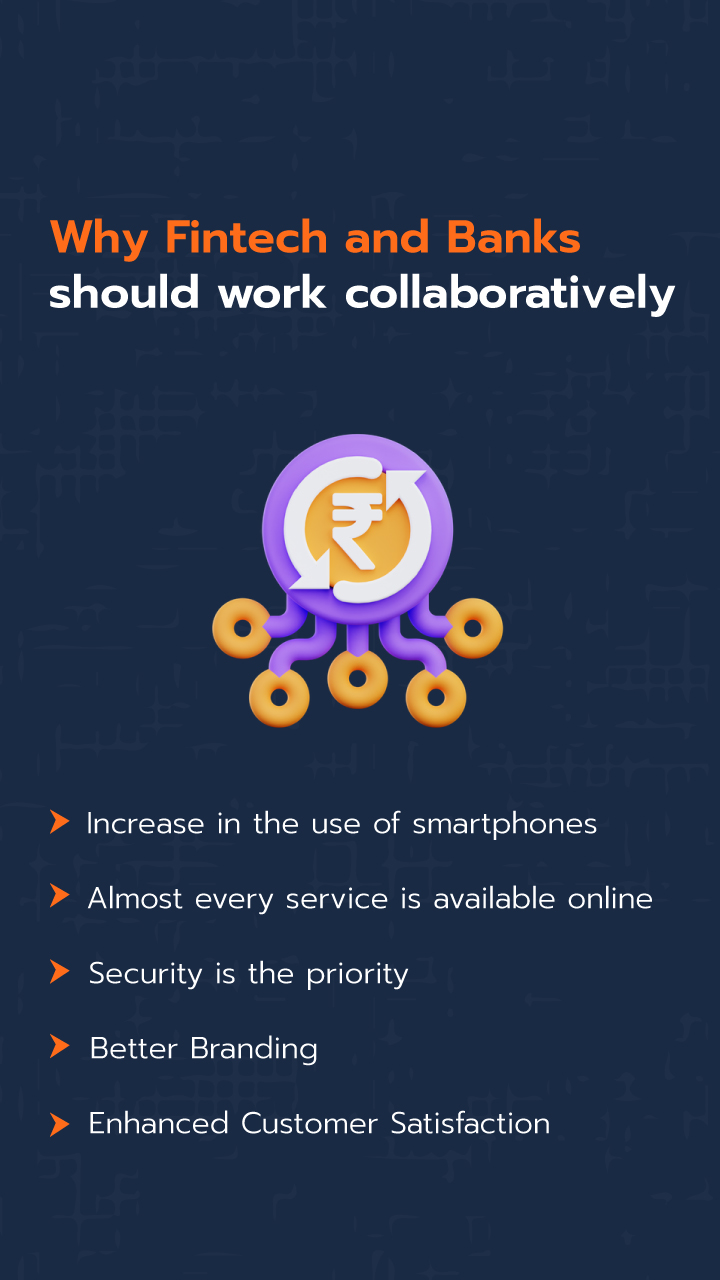 Why Fintech and Banks
should work collaboratively
₹
Increase in the use of smartphones
Almost every service is available online
Security is the priority
Better Branding
Enhanced Customer Satisfaction